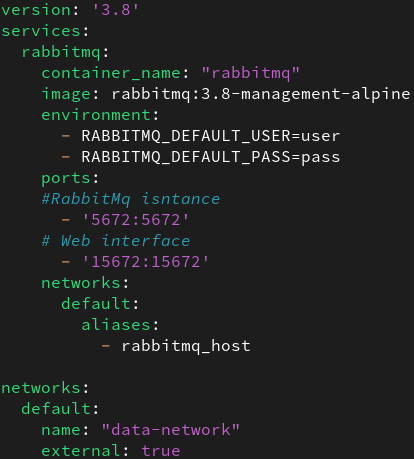 version: '3.8'
services:
  rabbitmq:
    container_name: "rabbitmq"
    image: rabbitmq:3.8-management-alpine
    environment:
      - RABBITMQ_DEFAULT_USER=user
      - RABBITMQ_DEFAULT_PASS=pass
    ports:
    #RabbitMq isntance
      - '5672:5672'
    # Web interface
      - '15672:15672'
    networks:
      default:
        aliases:
          - rabbitmq_host

networks:
  default:
    name: "data-network"
    external: true